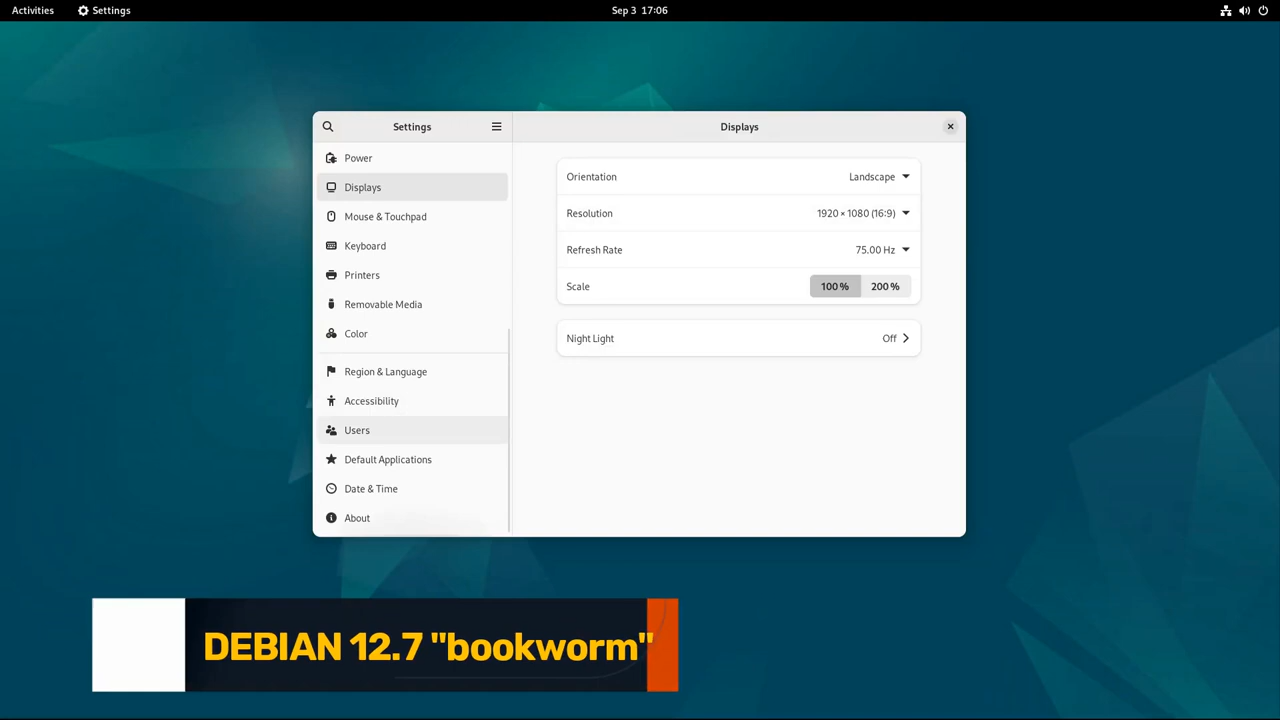 Activities
Settings
Sep 3 17:06
Settings
Displays
Power
Displays
Mouse & Touchpad
Keyboard
Printers
Removable Media
Color
Region & Language
Accessibility
Users
Default Applications
Date & Time
About
Orientation
Landscape
Resolution
1920 × 1080 (16:9)
Refresh Rate
75.00 Hz
Scale
100 %
200 %
Night Light
Off
DEBIAN 12.7 "bookworm"